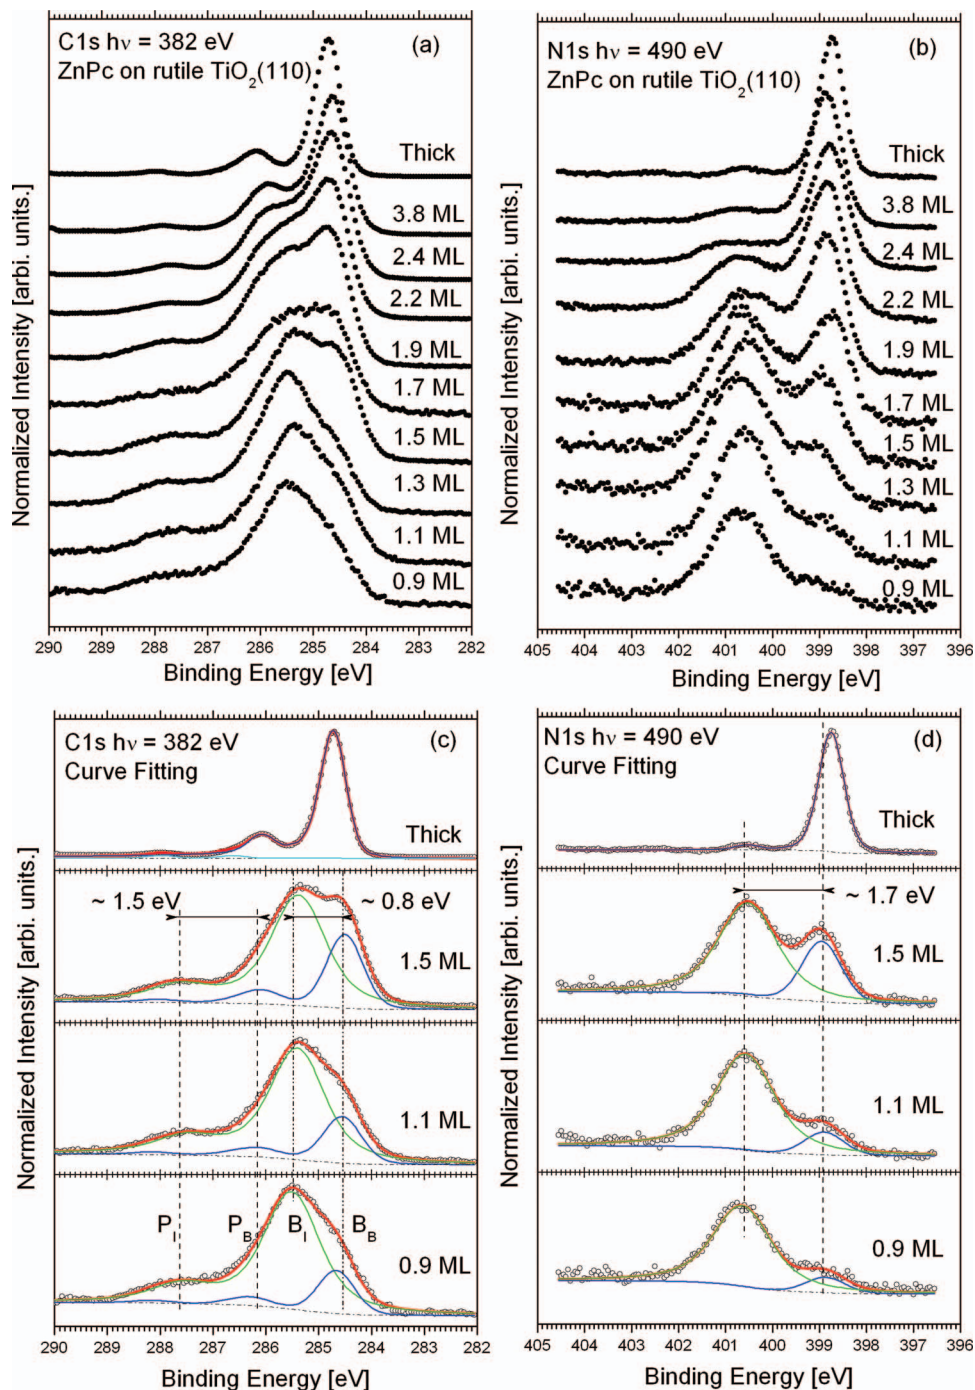 C1s hν = 382 eV
ZnPc on rutile TiO2(110)
(a)
Thick
3.8 ML
2.4 ML
2.2 ML
1.9 ML
1.7 ML
1.5 ML
1.3 ML
1.1 ML
0.9 ML
Normalized Intensity [arbi. units.]
290 289 288 287 286 285 284 283 282
Binding Energy [eV]
N1s hν = 490 eV
ZnPc on rutile TiO2(110)
(b)
Thick
3.8 ML
2.4 ML
2.2 ML
1.9 ML
1.7 ML
1.5 ML
1.3 ML
1.1 ML
0.9 ML
Normalized Intensity [arbi. units.]
405 404 403 402 401 400 399 398 397 396
Binding Energy [eV]
C1s hν = 382 eV
Curve Fitting
(c)
Thick
~ 1.5 eV
~ 0.8 eV
1.5 ML
1.1 ML
PI PB BI BB
0.9 ML
Normalized Intensity [arbi. units.]
290 289 288 287 286 285 284 283 282
Binding Energy [eV]
N1s hν = 490 eV
Curve Fitting
(d)
Thick
~ 1.7 eV
1.5 ML
1.1 ML
0.9 ML
Normalized Intensity [arbi. units.]
405 404 403 402 401 400 399 398 397 396
Binding Energy [eV]